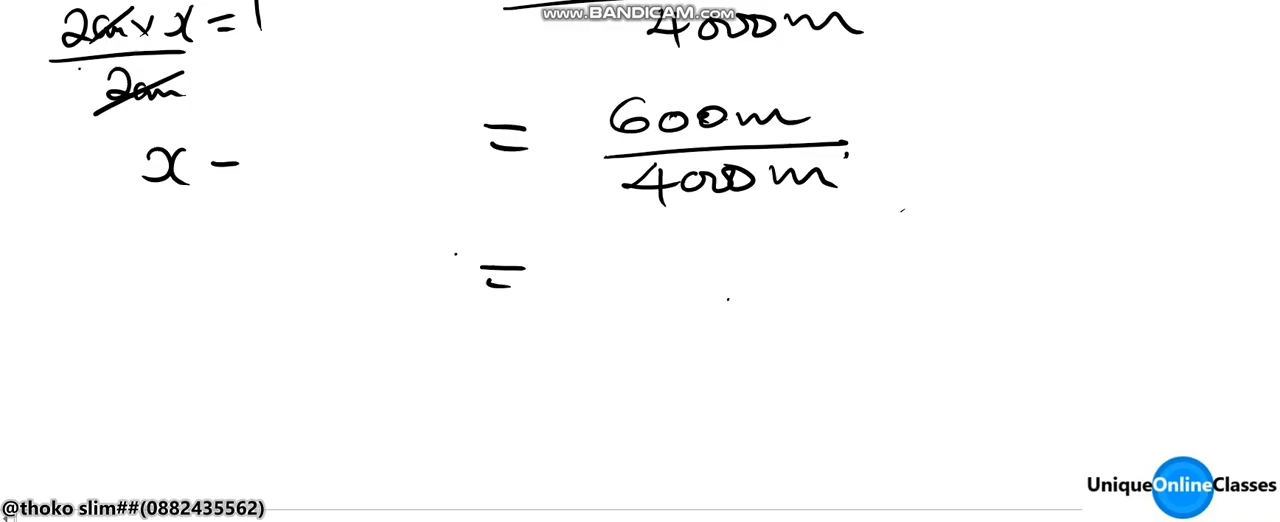 www.BANDICAM.com
2cm × x = 1
2cm
x =
4000m
= 600m
4000m
=
UniqueOnlineClasses
@thoko slim##(0882435562)